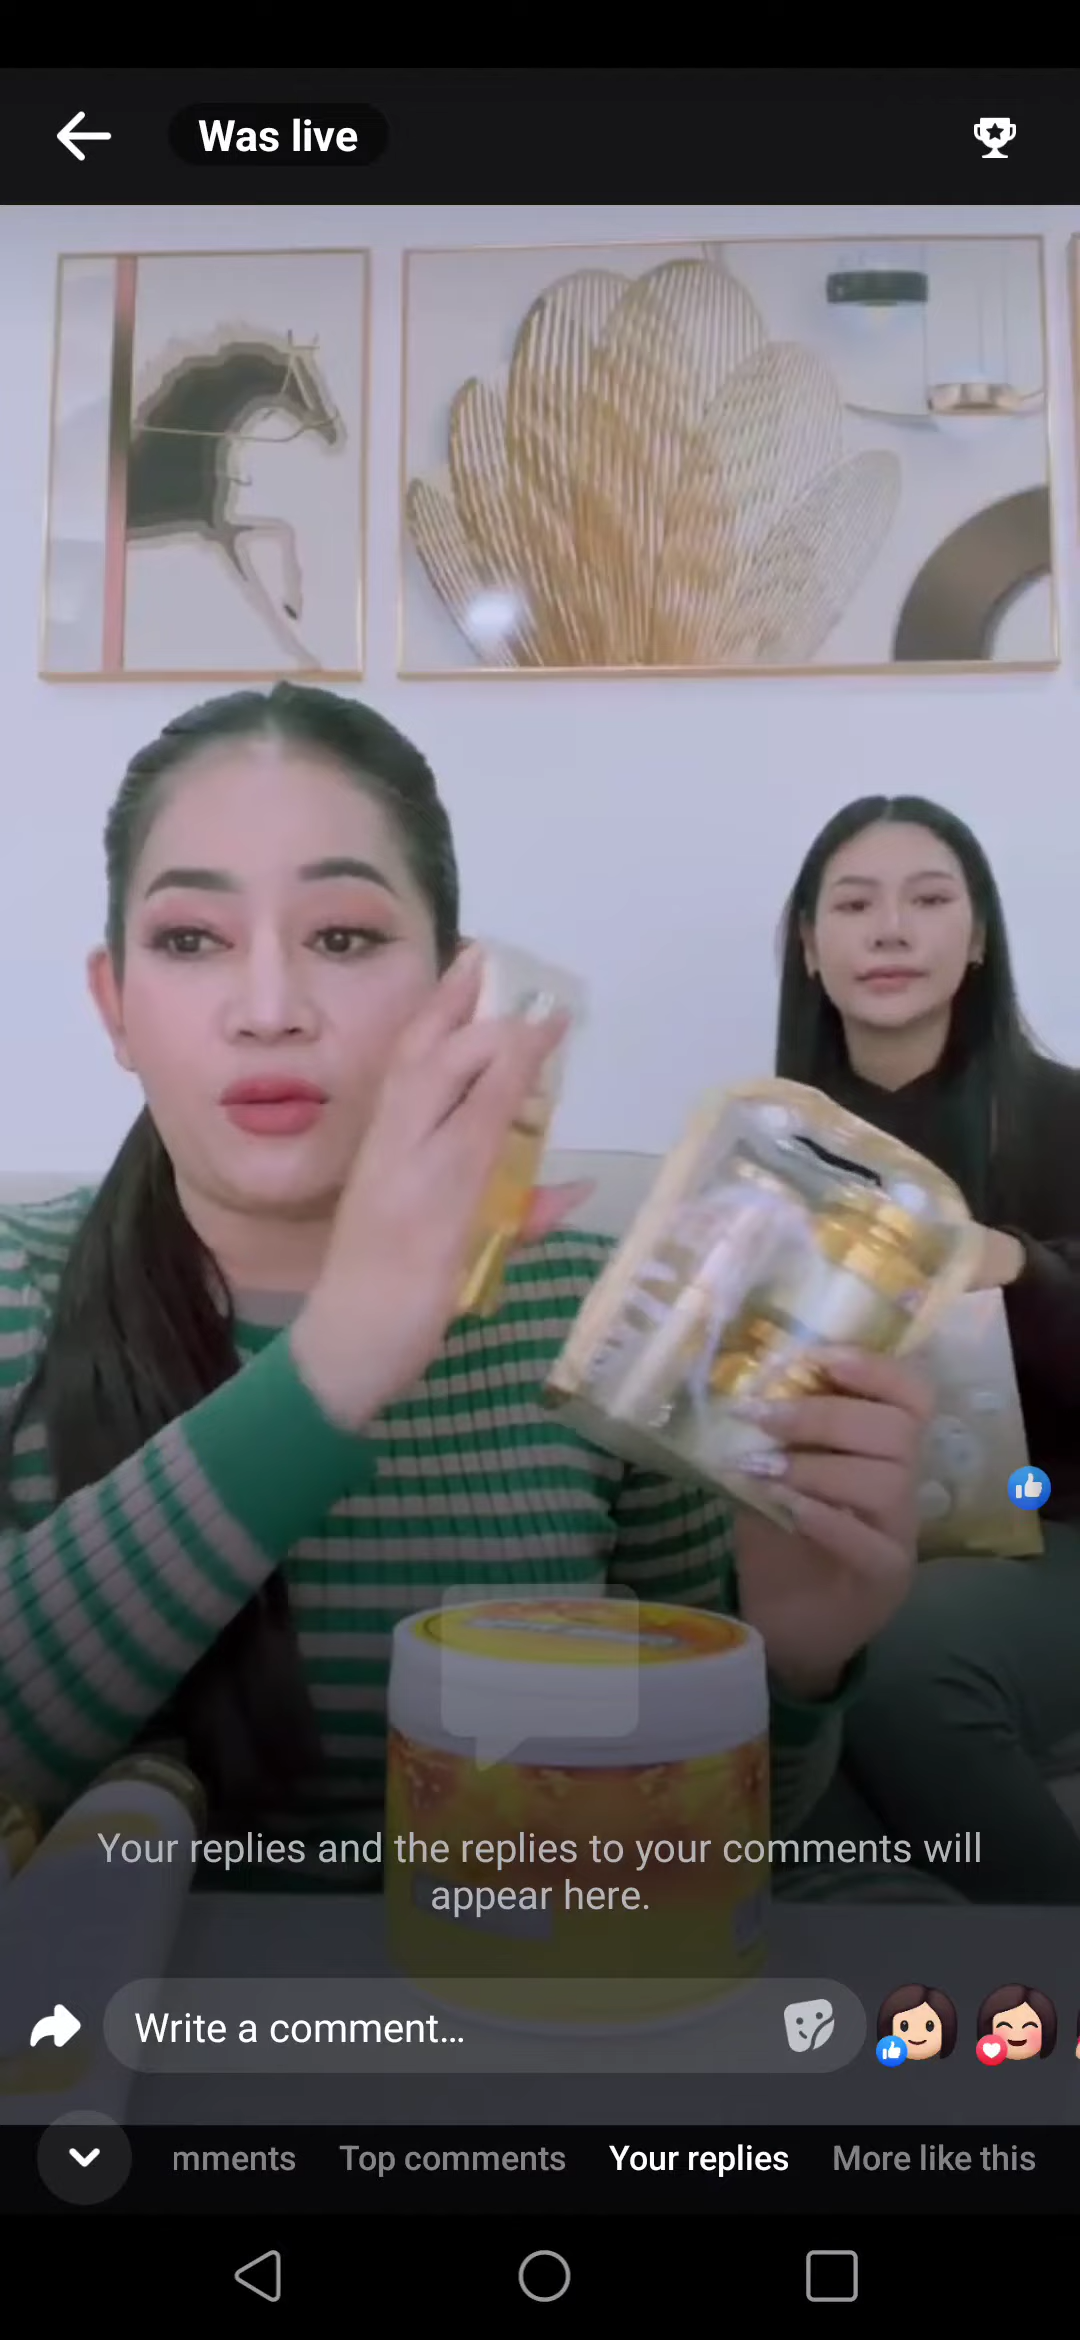 Was live
Your replies and the replies to your comments will
appear here.
Write a comment...
mments
Top comments
Your replies
More like this